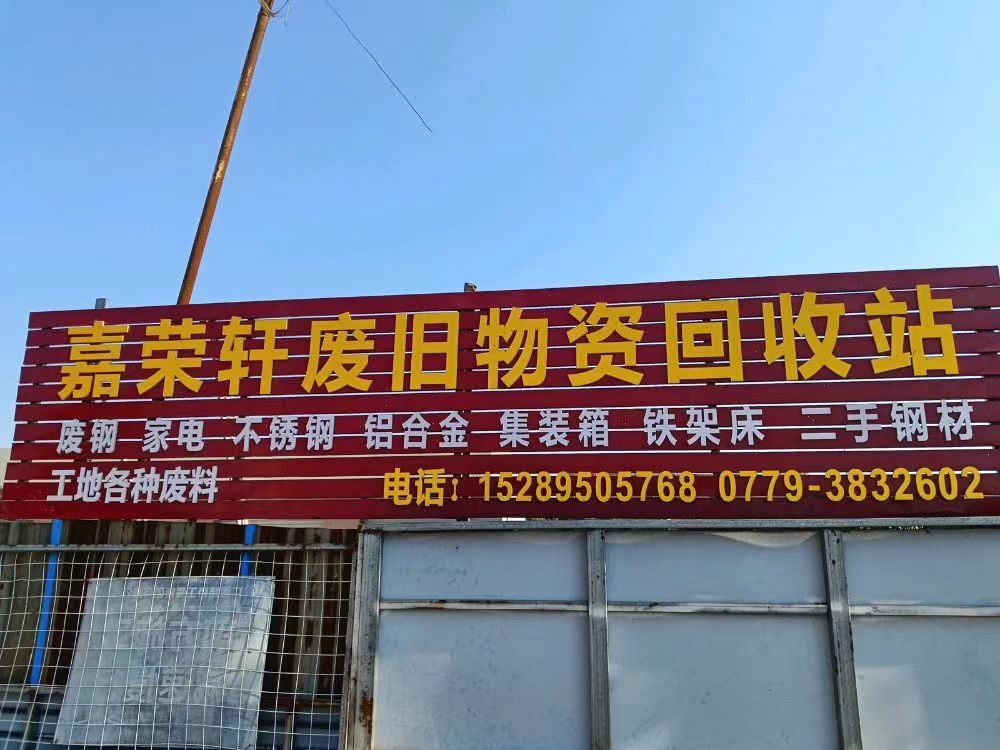 嘉荣轩废旧物资回收站
废钢 家电 不锈钢 铝合金 集装箱 铁架床 二手钢材
工地各种废料 电话：15289505768 0779-3832602